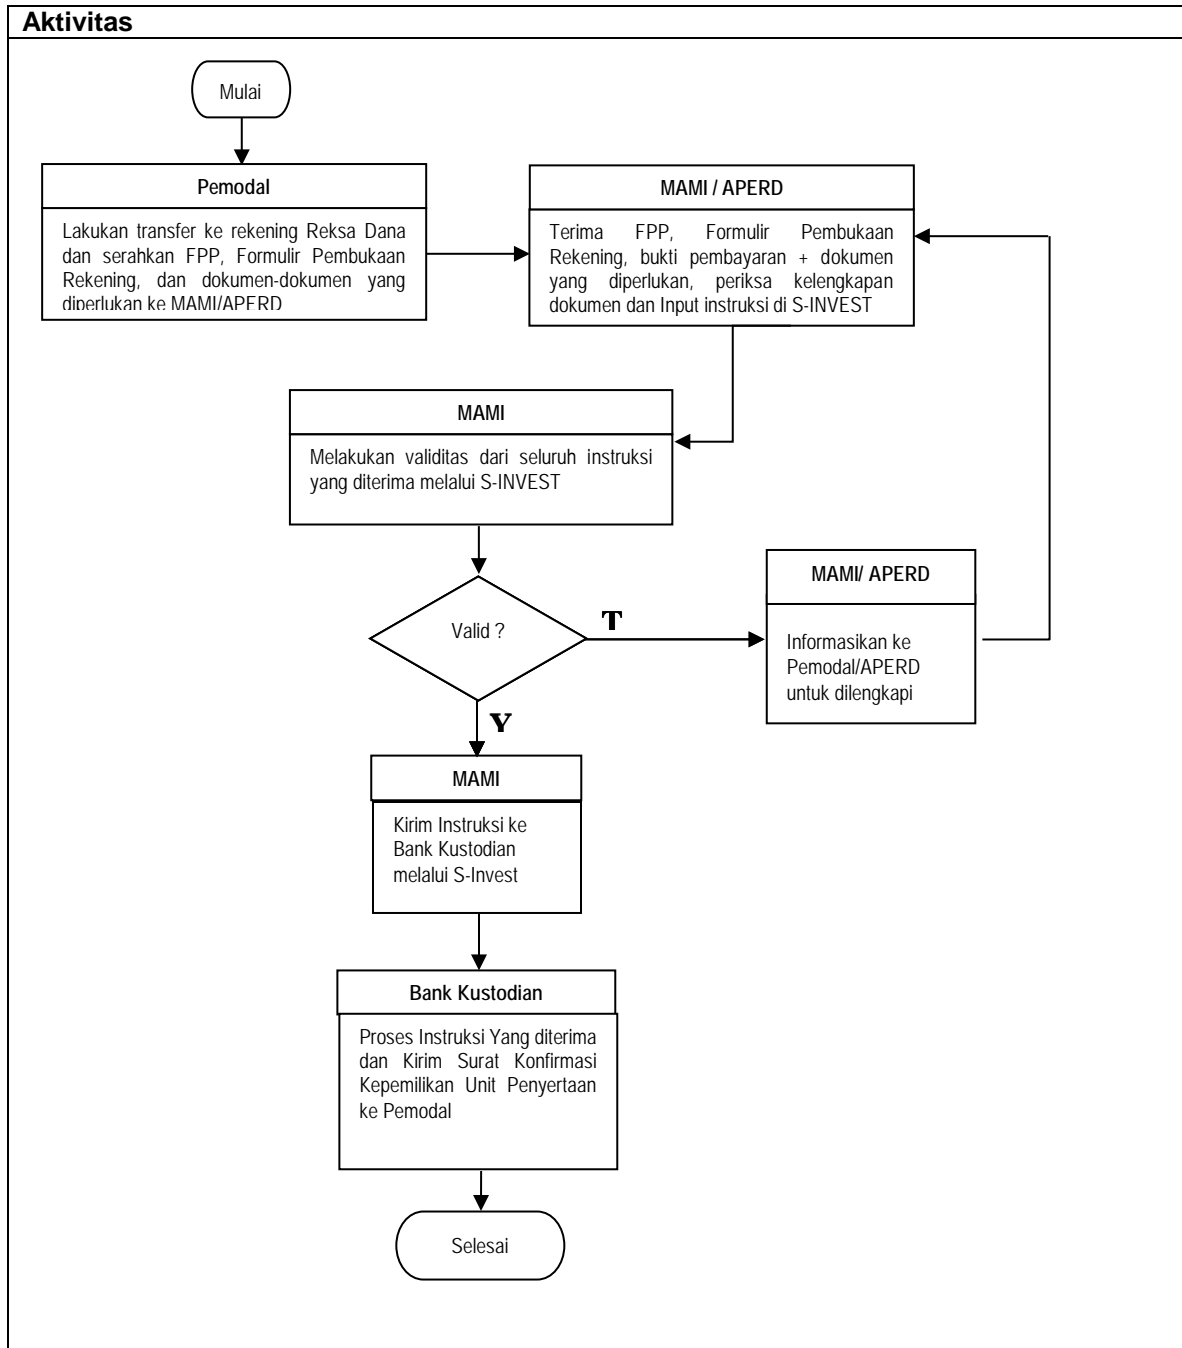 Aktivitas
Mulai
Pemodal
Lakukan transfer ke rekening Reksa Dana
dan serahkan FPP, Formulir Pembukaan
Rekening, dan dokumen-dokumen yang
diperlukan ke MAMI/APERD
MAMI / APERD
Terima FPP, Formulir Pembukaan
Rekening, bukti pembayaran + dokumen
yang diperlukan, periksa kelengkapan
dokumen dan Input instruksi di S-INVEST
MAMI
Melakukan validitas dari seluruh instruksi
yang diterima melalui S-INVEST
Valid ?
T
MAMI/ APERD
Informasikan ke
Pemodal/APERD
untuk dilengkapi
Y
MAMI
Kirim Instruksi ke
Bank Kustodian
melalui S-Invest
Bank Kustodian
Proses Instruksi Yang diterima
dan Kirim Surat Konfirmasi
Kepemilikan Unit Penyertaan
ke Pemodal
Selesai